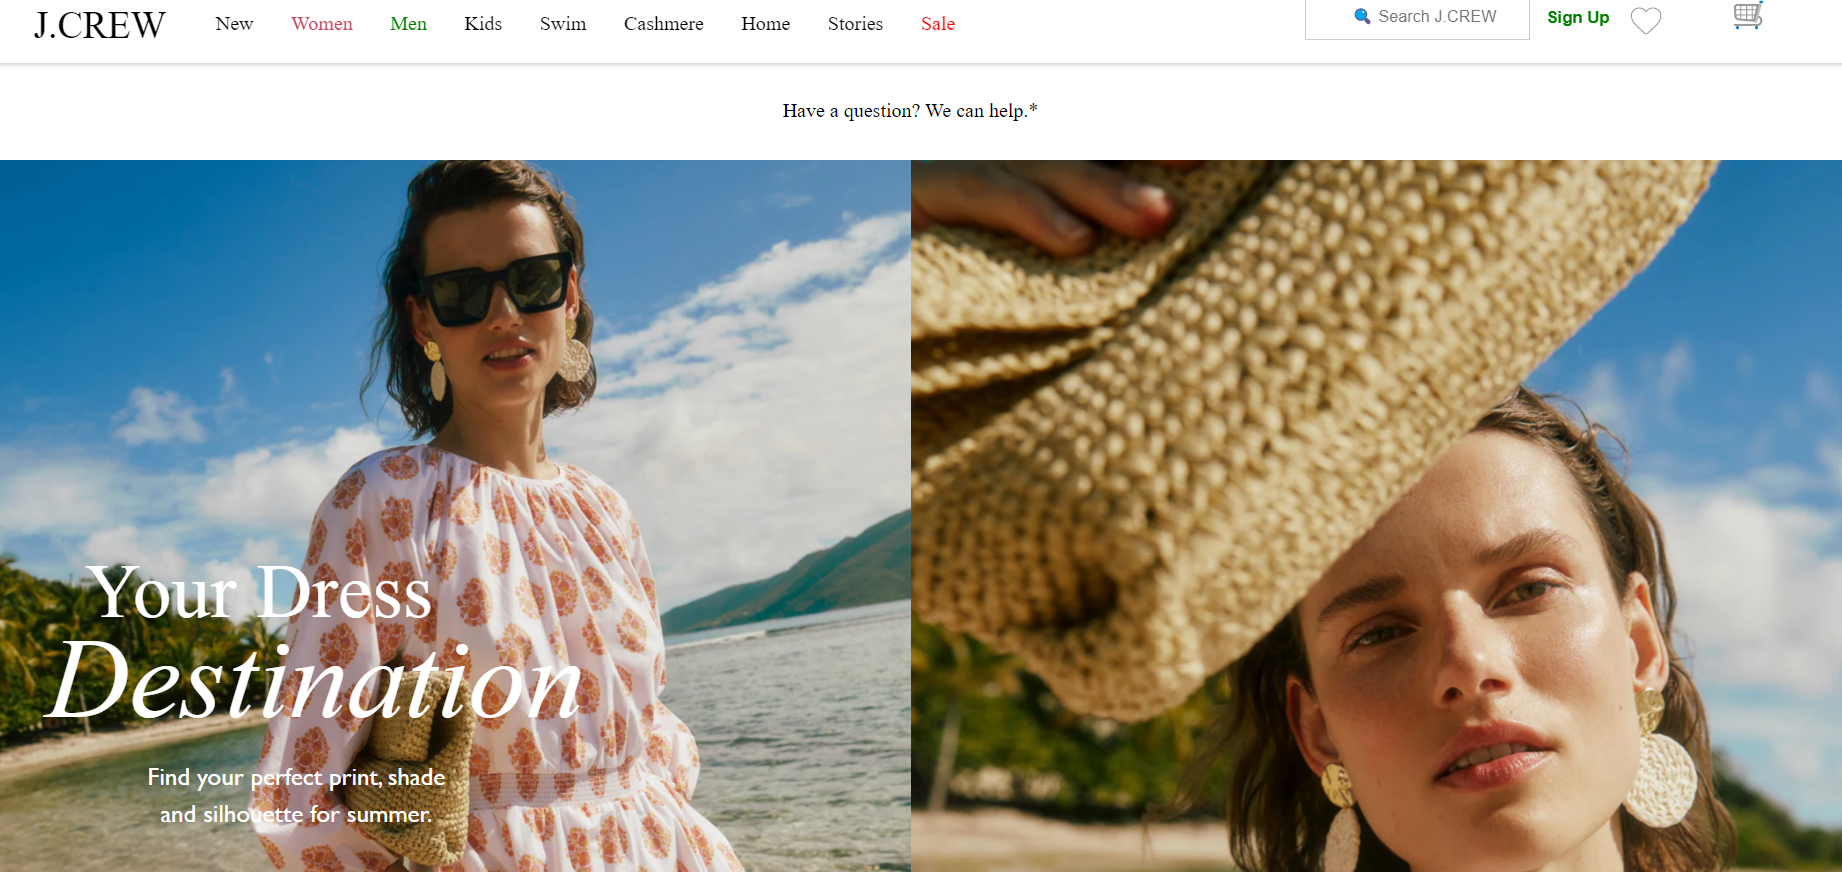 J.CREW New Women Men Kids Swim Cashmere Home Stories Sale Search J.CREW Sign Up
Have a question? We can help.*
Your Dress
Destination
Find your perfect print, shade
and silhouette for summer.